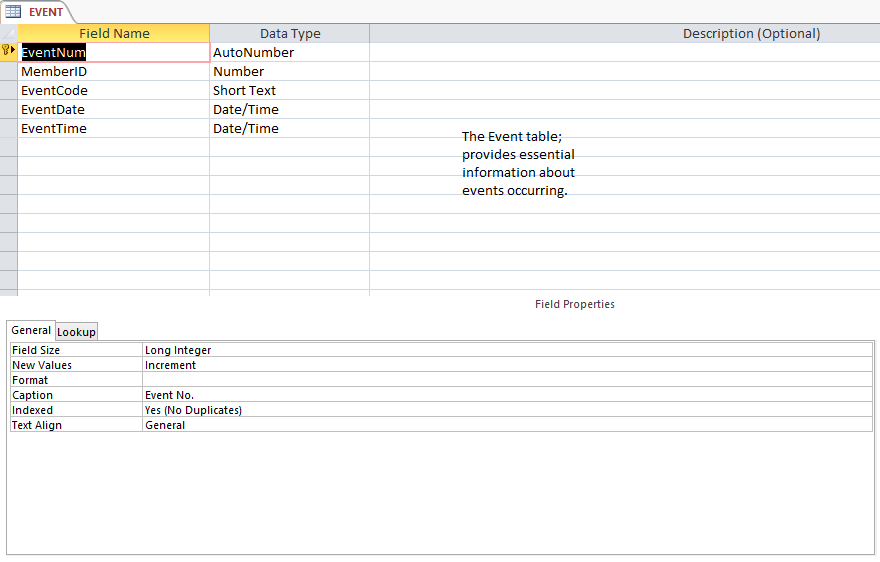 EVENT
Field Name Data Type Description (Optional)
EventNum AutoNumber
MemberID Number
EventCode Short Text
EventDate Date/Time
EventTime Date/Time
The Event table;
provides essential
information about
events occurring.
Field Properties
General Lookup
Field Size Long Integer
New Values Increment
Format
Caption Event No.
Indexed Yes (No Duplicates)
Text Align General